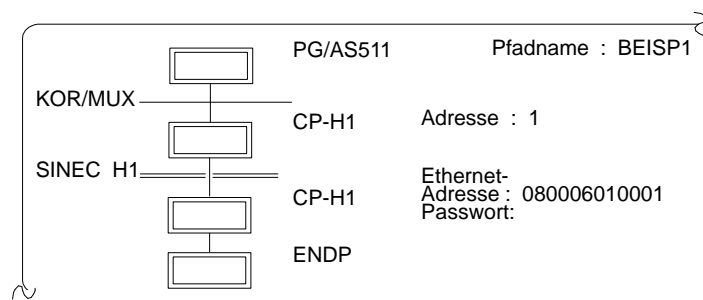 PG/AS511 Pfadname : BEISP1
KOR/MUX
CP-H1 Adresse : 1
SINEC H1
Ethernet-
CP-H1 Adresse : 080006010001
Passwort:
ENDP